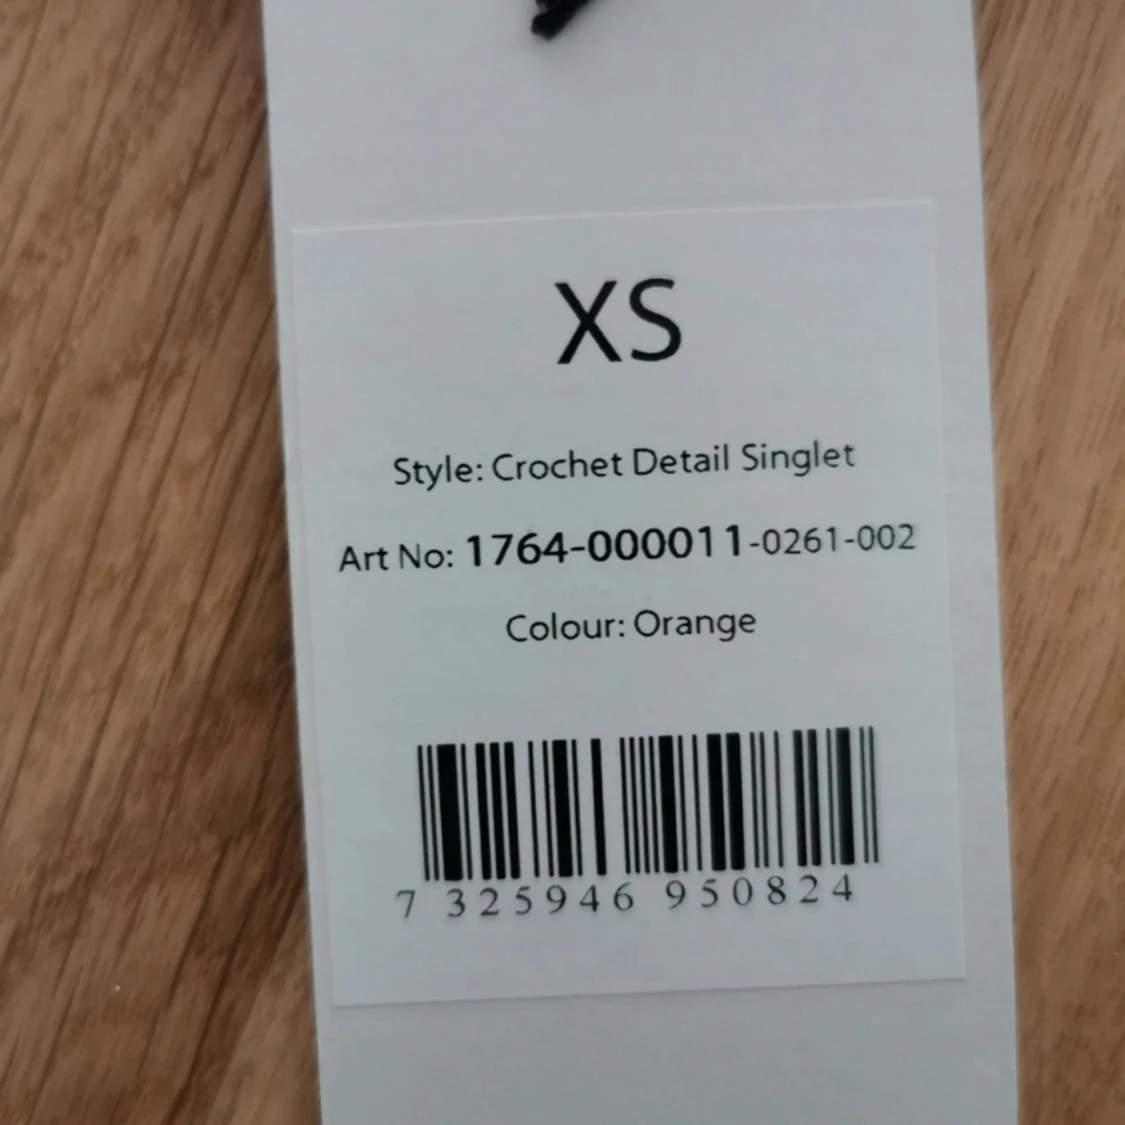 XS
Style: Crochet Detail Singlet
Art No: 1764-000011-0261-002
Colour: Orange
7 325946 950824